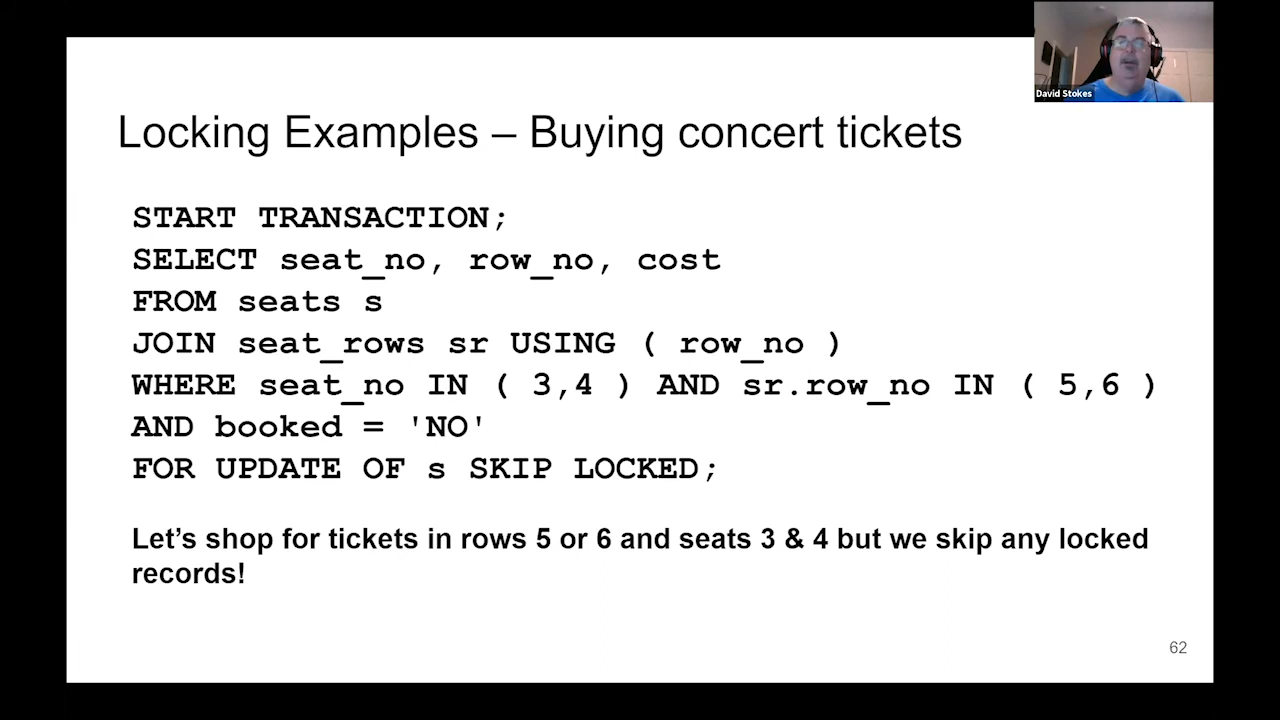 David Stokes
Locking Examples – Buying concert tickets
START TRANSACTION;
SELECT seat_no, row_no, cost
FROM seats s
JOIN seat_rows sr USING ( row_no )
WHERE seat_no IN ( 3,4 ) AND sr.row_no IN ( 5,6 )
AND booked = 'NO'
FOR UPDATE OF s SKIP LOCKED;
Let’s shop for tickets in rows 5 or 6 and seats 3 & 4 but we skip any locked
records!
62